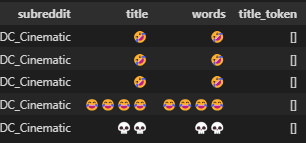 subreddit title words title_token
DC_Cinematic 🤣 🤣 []
DC_Cinematic 🤣 🤣 []
DC_Cinematic 🤣 🤣 []
DC_Cinematic 😂😂😂😂 😂😂😂😂 []
DC_Cinematic 💀💀 💀💀 []